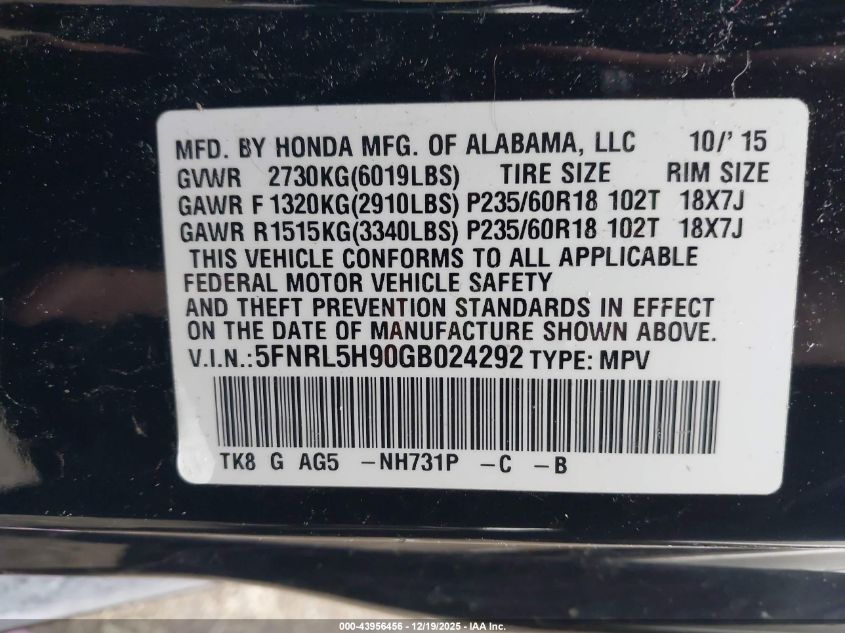 MFD. BY HONDA MFG. OF ALABAMA, LLC 10/' 15
GVWR 2730KG(6019LBS) TIRE SIZE RIM SIZE
GAWR F 1320KG(2910LBS) P235/60R18 102T 18X7J
GAWR R1515KG(3340LBS) P235/60R18 102T 18X7J
THIS VEHICLE CONFORMS TO ALL APPLICABLE
FEDERAL MOTOR VEHICLE SAFETY
AND THEFT PREVENTION STANDARDS IN EFFECT
ON THE DATE OF MANUFACTURE SHOWN ABOVE.
V.I.N.:5FNRL5H90GB024292 TYPE: MPV
TK8 G AG5 -NH731P -C -B
000-43956456 - 12/19/2025 - IAA Inc.